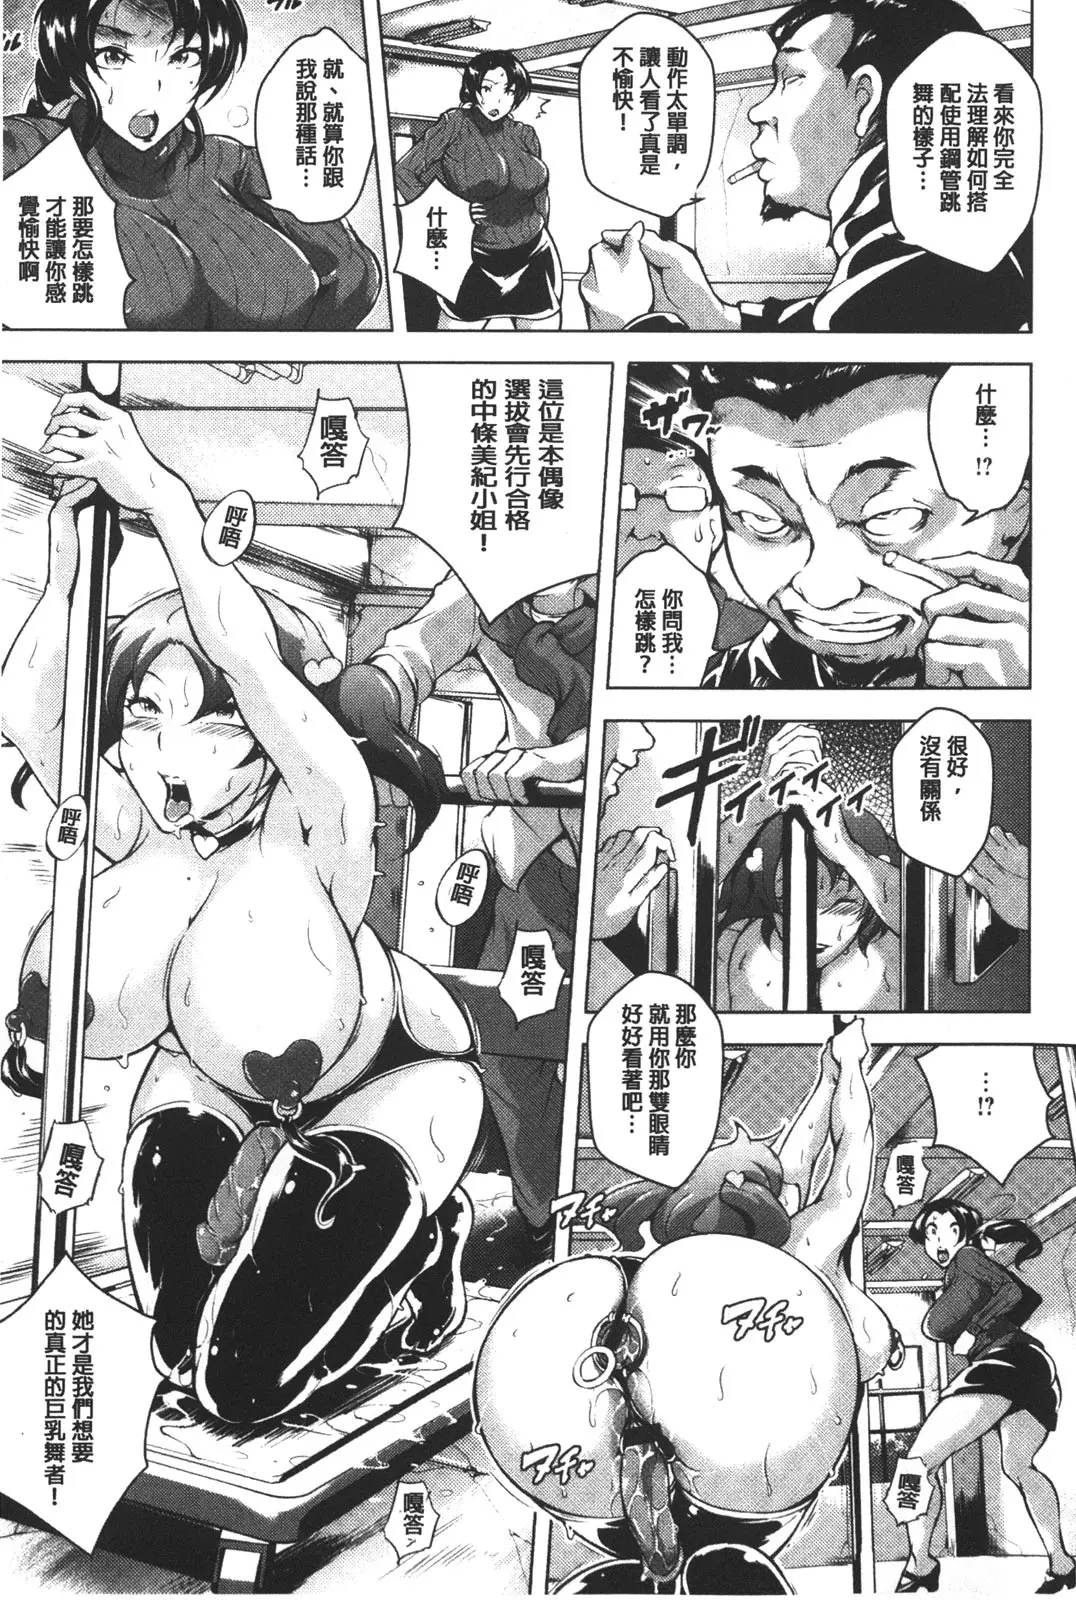 看來你完全
法理解如何搭
配使用鋼管跳
舞的樣子…
動作太單調，
讓人看了真是
不愉快！
什麼…
就、就算你跟
我說那種話…
那要怎樣跳
才能讓你感
覺愉快啊
ブル
ブル
什麼…!?
ザワ
你問我…
怎樣跳？
這位是本偶像
選拔會先行合格
的中條美紀小姐！
嘎答
呼唔
呼唔
呼唔
嘎答
嘎答
她才是我們想要
的真正的巨乳舞者！
很好，
沒有關係
ギィィィ
那麼你
就用你那雙眼睛
好好看著吧…
…!?
嘎答
ヌチャ
ヌチャ
ヌチャ
嘎答
嘎答